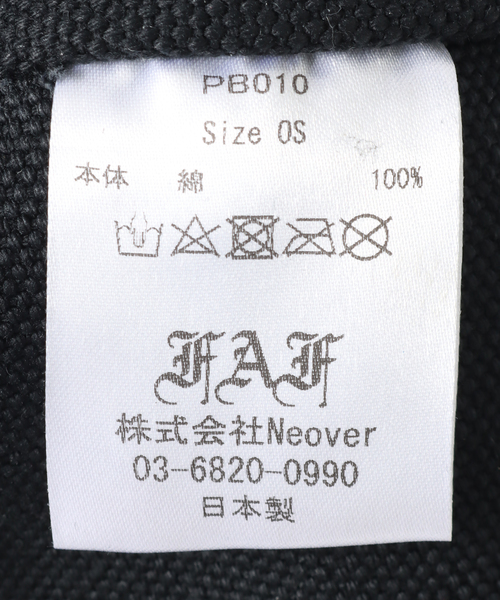 PB010
Size OS
本体 綿 100%
FAF
株式会社Neover
03-6820-0990
日本製